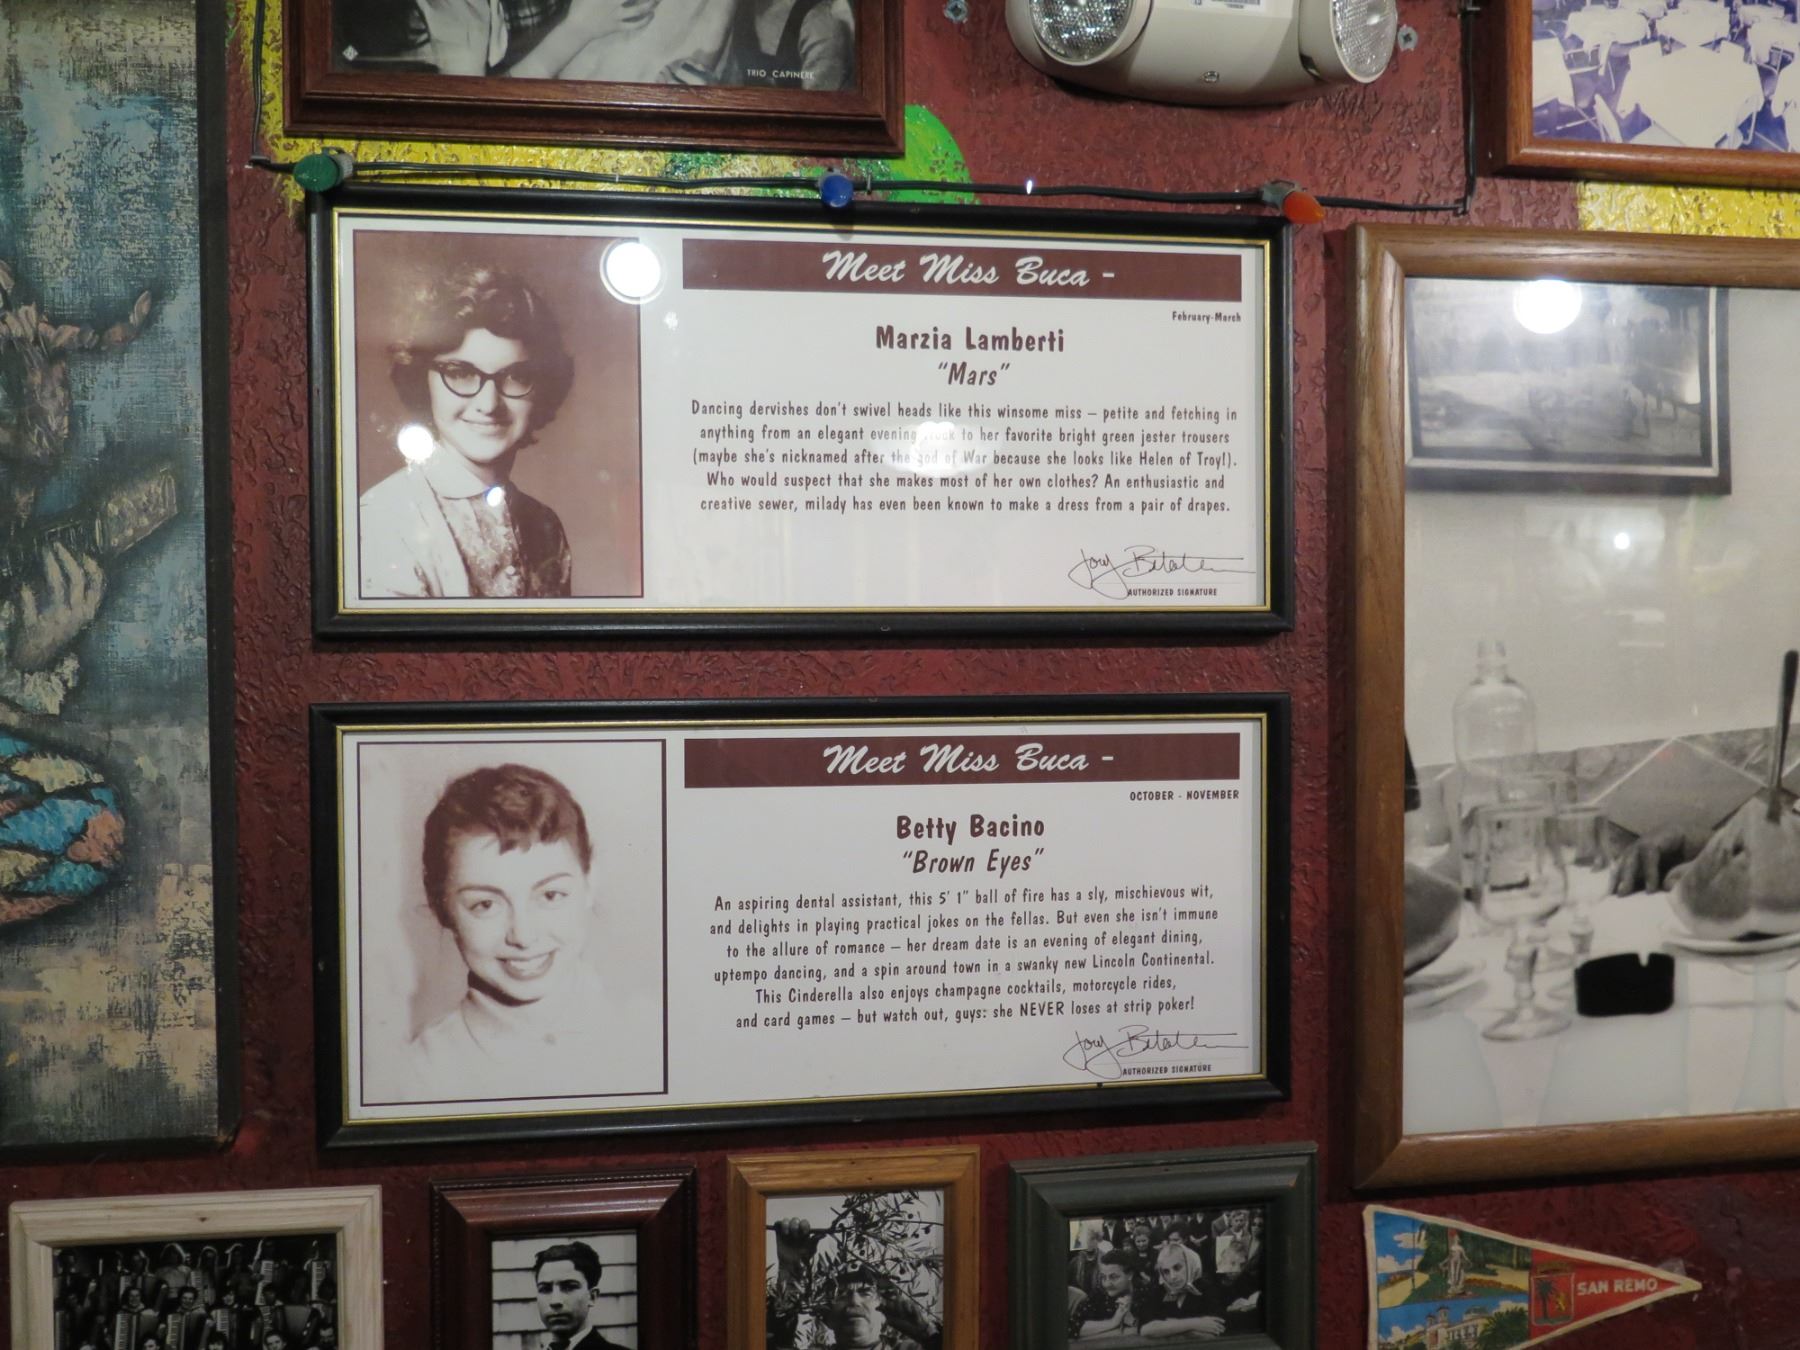 TRIO CAPINERE
Meet Miss Buca -
February-March
Marzia Lamberti
"Mars"
Dancing dervishes don't swivel heads like this winsome miss – petite and fetching in
anything from an elegant evening frock to her favorite bright green jester trousers
(maybe she's nicknamed after the god of War because she looks like Helen of Troy!).
Who would suspect that she makes most of her own clothes? An enthusiastic and
creative sewer, milady has even been known to make a dress from a pair of drapes.
AUTHORIZED SIGNATURE
Meet Miss Buca -
OCTOBER - NOVEMBER
Betty Bacino
"Brown Eyes"
An aspiring dental assistant, this 5' 1" ball of fire has a sly, mischievous wit,
and delights in playing practical jokes on the fellas. But even she isn't immune
to the allure of romance – her dream date is an evening of elegant dining,
uptempo dancing, and a spin around town in a swanky new Lincoln Continental.
This Cinderella also enjoys champagne cocktails, motorcycle rides,
and card games – but watch out, guys: she NEVER loses at strip poker!
AUTHORIZED SIGNATURE
SAN REMO